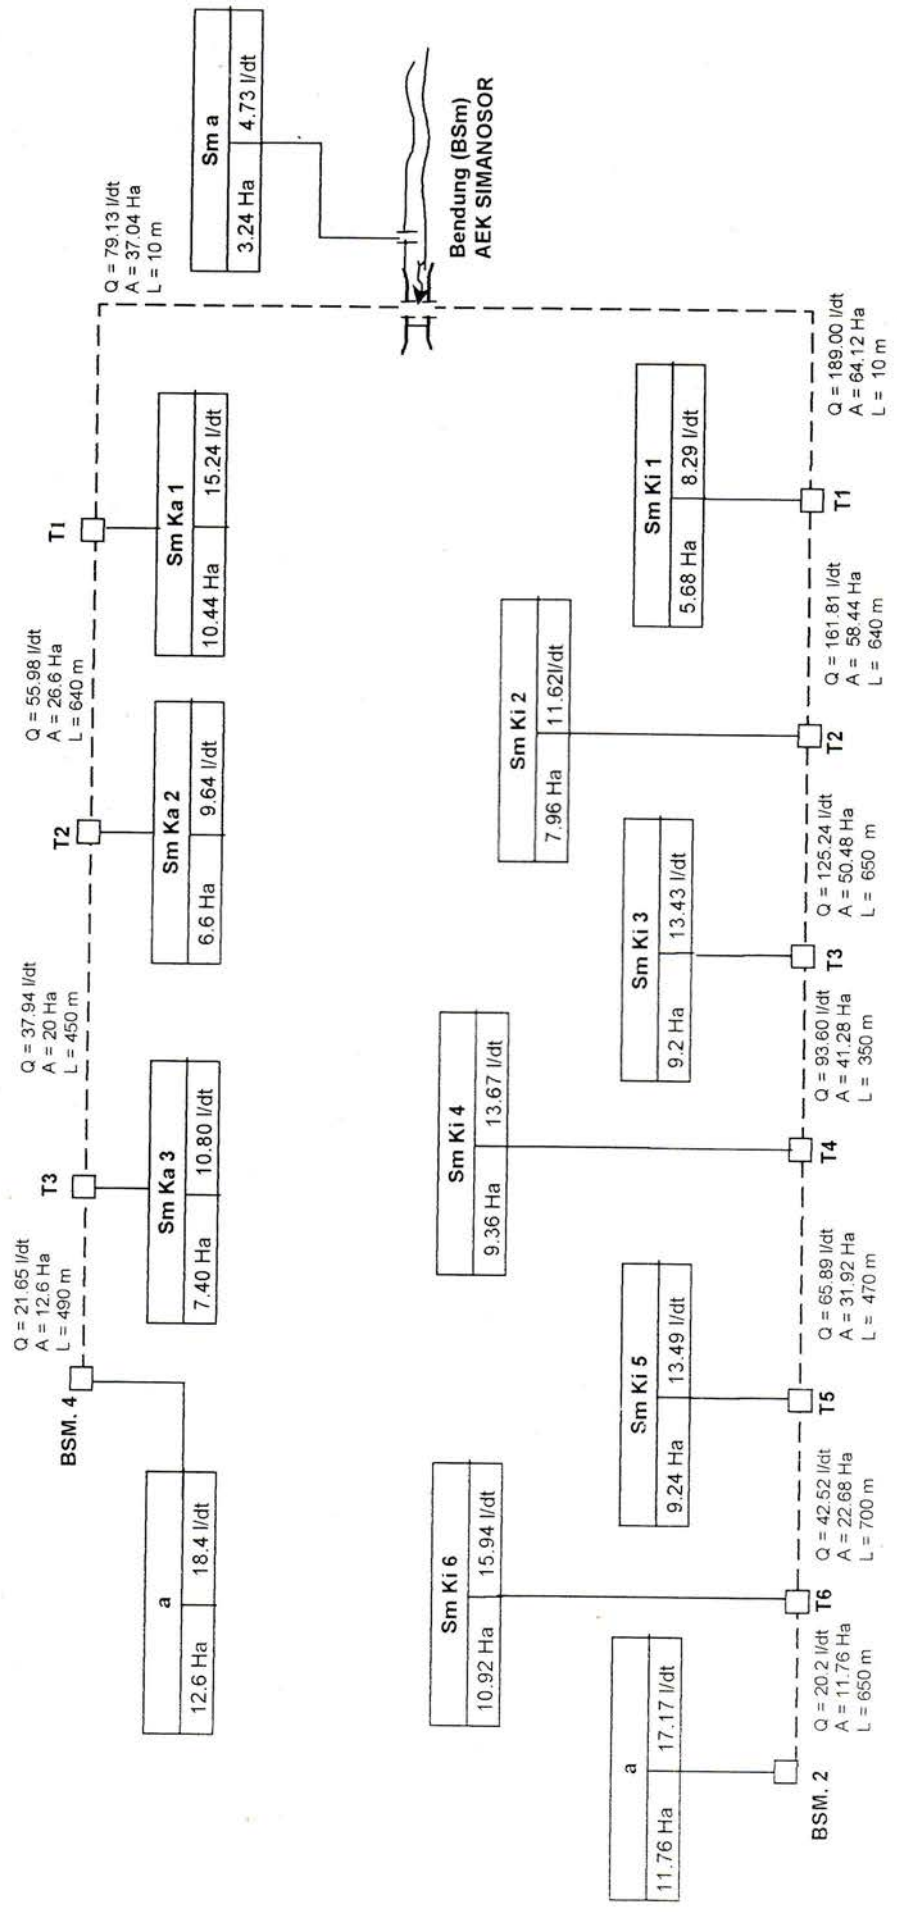 Sm a
3.24 Ha 4.73 l/dt
Bendung (BSm)
AEK SIMANOSOR
Q = 79.13 l/dt
A = 37.04 Ha
L = 10 m
T1
Sm Ka 1
10.44 Ha 15.24 l/dt
Q = 55.98 l/dt
A = 26.6 Ha
L = 640 m
T2
Sm Ka 2
6.6 Ha 9.64 l/dt
Q = 37.94 l/dt
A = 20 Ha
L = 450 m
T3
Sm Ka 3
7.40 Ha 10.80 l/dt
Q = 21.65 l/dt
A = 12.6 Ha
L = 490 m
BSM. 4
a
12.6 Ha 18.4 l/dt
Q = 189.00 l/dt
A = 64.12 Ha
L = 10 m
T1
Sm Ki 1
5.68 Ha 8.29 l/dt
Q = 161.81 l/dt
A = 58.44 Ha
L = 640 m
T2
Sm Ki 2
7.96 Ha 11.62l/dt
Q = 125.24 l/dt
A = 50.48 Ha
L = 650 m
T3
Sm Ki 3
9.2 Ha 13.43 l/dt
Q = 93.60 l/dt
A = 41.28 Ha
L = 350 m
T4
Sm Ki 4
9.36 Ha 13.67 l/dt
Q = 65.89 l/dt
A = 31.92 Ha
L = 470 m
T5
Sm Ki 5
9.24 Ha 13.49 l/dt
Q = 42.52 l/dt
A = 22.68 Ha
L = 700 m
T6
Sm Ki 6
10.92 Ha 15.94 l/dt
Q = 20.2 l/dt
A = 11.76 Ha
L = 650 m
BSM. 2
a
11.76 Ha 17.17 l/dt